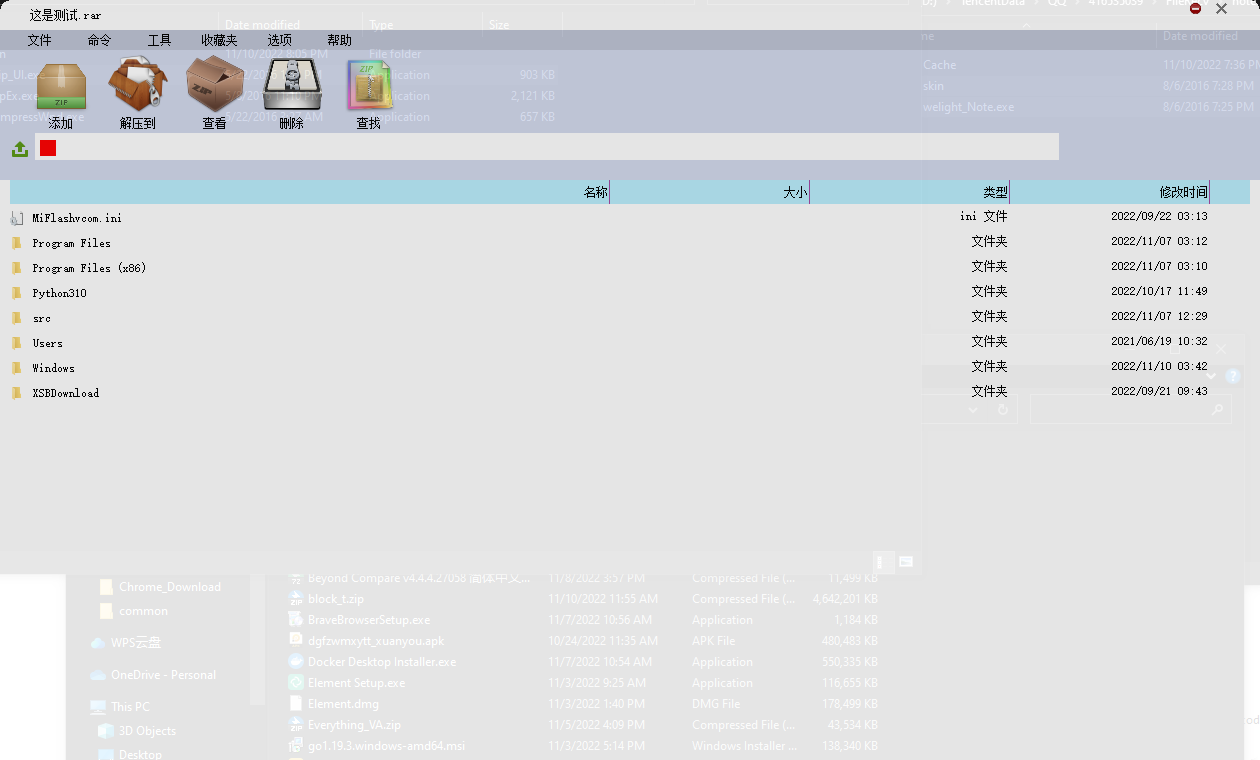 这是测试.rar
D:) › TencentData › QQ › 416535639 › FileRecv
文件 命令 工具 收藏夹 选项 帮助
Date modified Type Size
Date modified
11/10/2022 8:05 PM File folder
Cache 11/10/2022 7:36 PM
903 KB
skin 8/6/2016 7:28 PM
2,121 KB
welight_Note.exe 8/6/2016 7:25 PM
657 KB
ZIP
添加 解压到 查看 删除 查找
名称 大小 类型 修改时间
MiFlashvcom.ini ini 文件 2022/09/22 03:13
Program Files 文件夹 2022/11/07 03:12
Program Files (x86) 文件夹 2022/11/07 03:10
Python310 文件夹 2022/10/17 11:49
src 文件夹 2022/11/07 12:29
Users 文件夹 2021/06/19 10:32
Windows 文件夹 2022/11/10 03:42
XSBDownload 文件夹 2022/09/21 09:43
Beyond Compare v4.4.4.27058 简体中文... 11/8/2022 3:57 PM Compressed File (... 11,499 KB
Chrome_Download
block_t.zip 11/10/2022 11:55 AM Compressed File (... 4,642,201 KB
common
BraveBrowserSetup.exe 11/7/2022 10:56 AM Application 1,184 KB
WPS云盘
dgfzwmxytt_xuanyou.apk 10/24/2022 11:35 AM APK File 480,483 KB
Docker Desktop Installer.exe 11/7/2022 10:54 AM Application 550,335 KB
OneDrive - Personal
Element Setup.exe 11/3/2022 9:25 AM Application 116,655 KB
This PC
Element.dmg 11/3/2022 1:40 PM DMG File 178,499 KB
Everything_VA.zip 11/5/2022 4:09 PM Compressed File (... 43,534 KB
3D Objects
go1.19.3.windows-amd64.msi 11/3/2022 5:14 PM Windows Installer ... 138,340 KB
Desktop